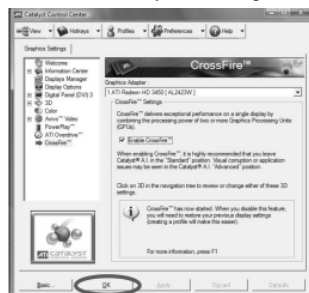 Catalyst Control Center
View Hotkeys Profiles Preferences Help
Graphics Settings
Welcome
Information Center
Displays Manager
Display Options
Digital Panel (DVI) 3
3D
Color
Avivo™ Video
PowerPlay™
ATI Overdrive™
CrossFire™
CrossFire™
Graphics Adapter
1.ATI Radeon HD 3450 [ AL2423W ]
CrossFire™ Settings
CrossFire™ delivers exceptional performance on a single display by
combining the processing power of two or more Graphics Processing Units
(GPUs).
Enable CrossFire™
When enabling CrossFire™, it is highly recommended that you leave
Catalyst® A.I. in the "Standard" position. Visual corruption or application
issues may be seen in the Catalyst® A.I. "Advanced" position.
Click on 3D in the navigation tree to review or change either of these 3D
settings.
CrossFire™ has now started. When you disable this feature,
you will need to restore your previous display settings
(creating a profile will make this easier).
For more information, press F1
ATI CATALYST
Basic...
OK
Apply
Discard
Defaults